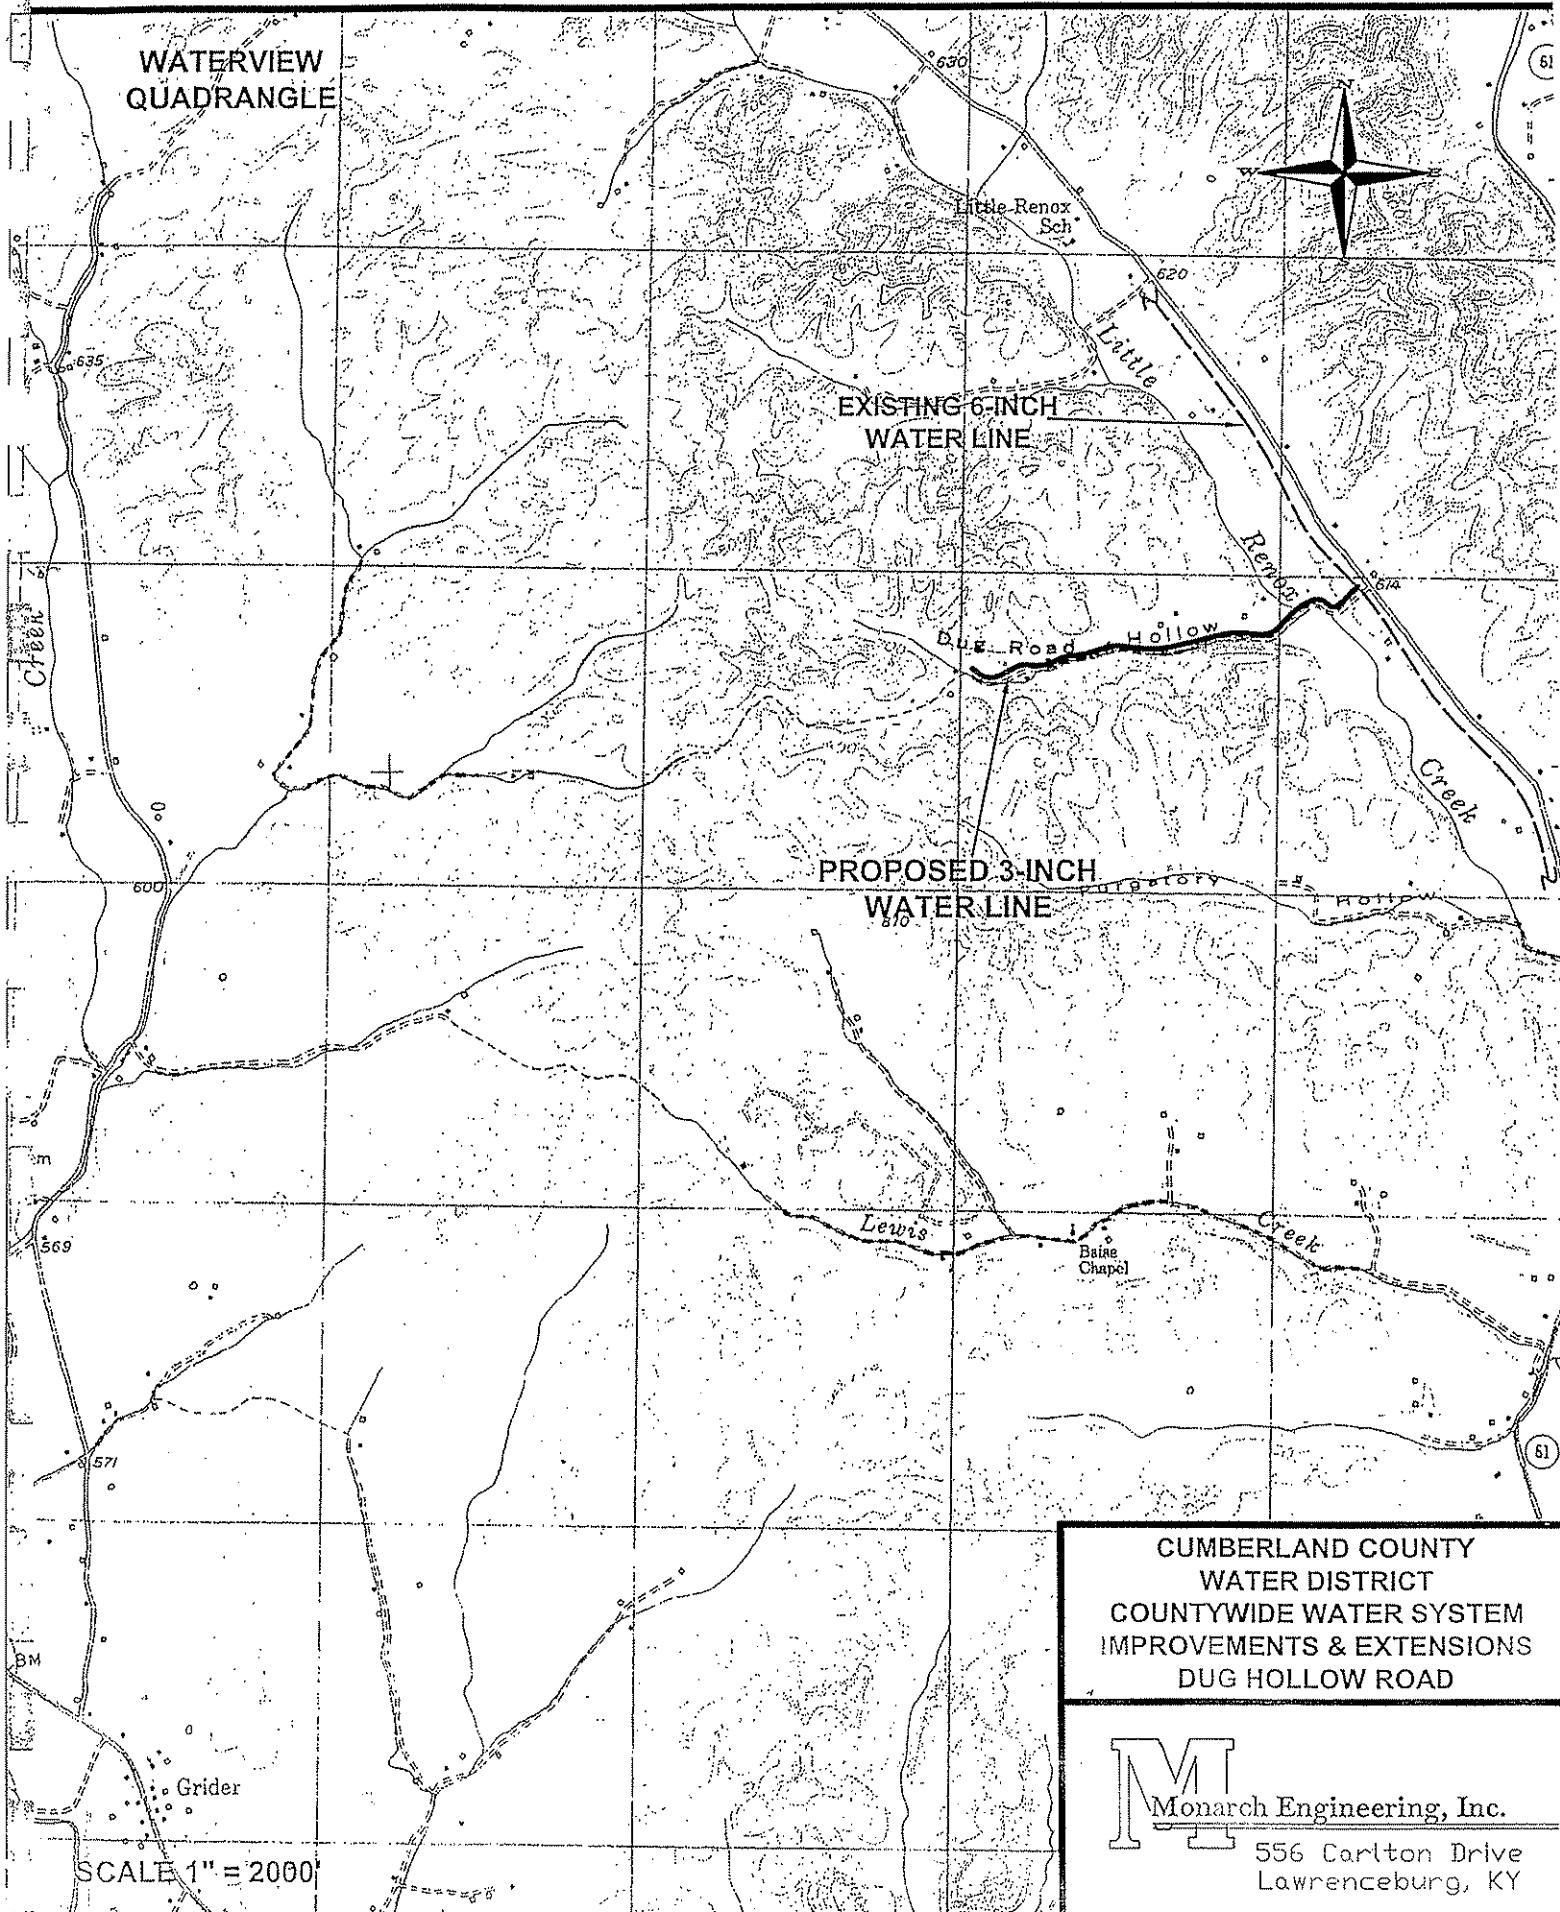 WATERVIEW
QUADRANGLE
630
61
N
W
E
Little Renox
Sch
620
635
Little
EXISTING 6-INCH
WATER LINE
Renox
614
Creek
Dug Road Hollow
Creek
600
PROPOSED 3-INCH
WATER LINE
Purgatory Hollow
810
m
569
Lewis Creek
Baise
Chapel
571
61
CUMBERLAND COUNTY
WATER DISTRICT
COUNTYWIDE WATER SYSTEM
IMPROVEMENTS & EXTENSIONS
DUG HOLLOW ROAD
BM
Grider
M
Monarch Engineering, Inc.
556 Carlton Drive
Lawrenceburg, KY
SCALE 1" = 2000'